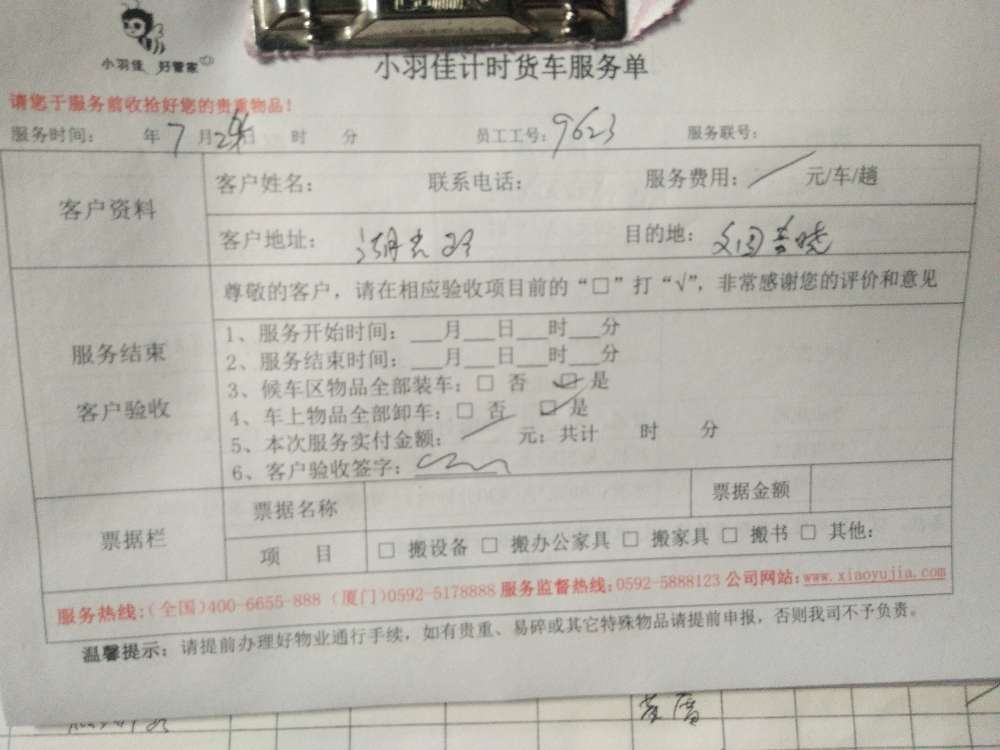 小羽佳 好管家
小羽佳计时货车服务单
请您于服务前收拾好您的贵重物品！
服务时间： 年 7 月 29 日 时 分 员工工号：9623 服务联号：
客户资料
客户姓名： 联系电话： 服务费用： 元/车/趟
客户地址： 目的地：
服务结束
客户验收
尊敬的客户，请在相应验收项目前的“□”打“√”，非常感谢您的评价和意见
1、服务开始时间：___月___日___时___分
2、服务结束时间：___月___日___时___分
3、候车区物品全部装车：□ 否 ☑ 是
4、车上物品全部卸车：□ 否 ☑ 是
5、本次服务实付金额： 元；共计 时 分
6、客户验收签字：
票据栏
票据名称 票据金额
项 目 □ 搬设备 □ 搬办公家具 □ 搬家具 □ 搬书 □ 其他：
服务热线：（全国）400-6655-888（厦门）0592-5178888 服务监督热线：0592-5888123 公司网站：www.xiaoyujia.com
温馨提示：请提前办理好物业通行手续，如有贵重、易碎或其它特殊物品请提前申报，否则我司不予负责。